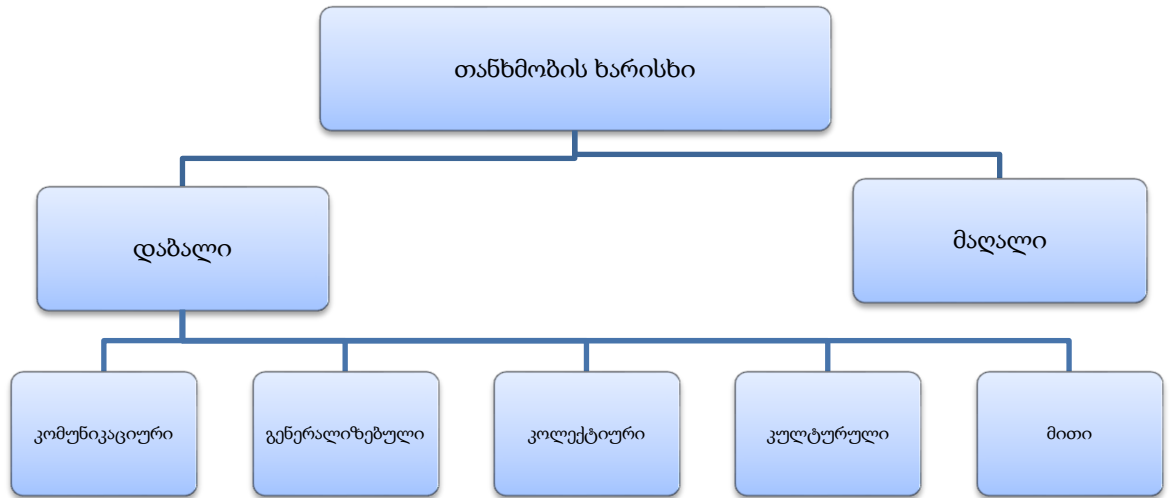 თანხმობის ხარისხი
დაბალი
მაღალი
კომუნიკაციური
გენერალიზებული
კოლექტიური
კულტურული
მითი